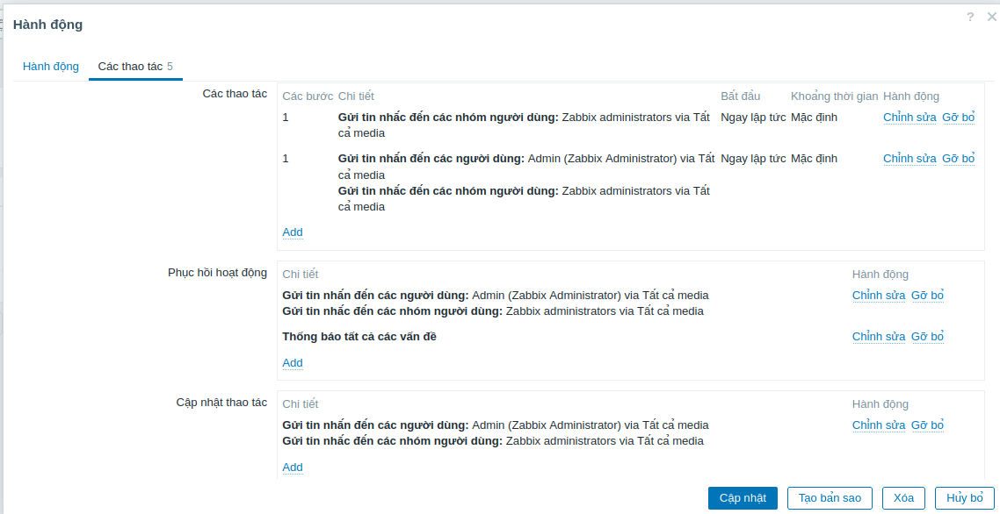 Hành động
?
Hành động
Các thao tác 5
Các thao tác
Các bước Chi tiết Bất đầu Khoảng thời gian Hành động
1 Gửi tin nhắc đến các nhóm người dùng: Zabbix administrators via Tất Ngay lập tức Mặc định Chỉnh sửa Gỡ bỏ
cả media
1 Gửi tin nhấn đến các người dùng: Admin (Zabbix Administrator) via Tất Ngay lập tức Mặc định Chỉnh sửa Gỡ bỏ
cả media
Gửi tin nhắc đến các nhóm người dùng: Zabbix administrators via Tất
cả media
Add
Phục hồi hoạt động
Chi tiết Hành động
Gửi tin nhấn đến các người dùng: Admin (Zabbix Administrator) via Tất cả media Chỉnh sửa Gỡ bỏ
Gửi tin nhắc đến các nhóm người dùng: Zabbix administrators via Tất cả media
Thống báo tất cả các vấn đề Chỉnh sửa Gỡ bỏ
Add
Cập nhật thao tác
Chi tiết Hành động
Gửi tin nhấn đến các người dùng: Admin (Zabbix Administrator) via Tất cả media Chỉnh sửa Gỡ bỏ
Gửi tin nhắc đến các nhóm người dùng: Zabbix administrators via Tất cả media
Add
Cập nhật Tạo bản sao Xóa Huỷ bỏ